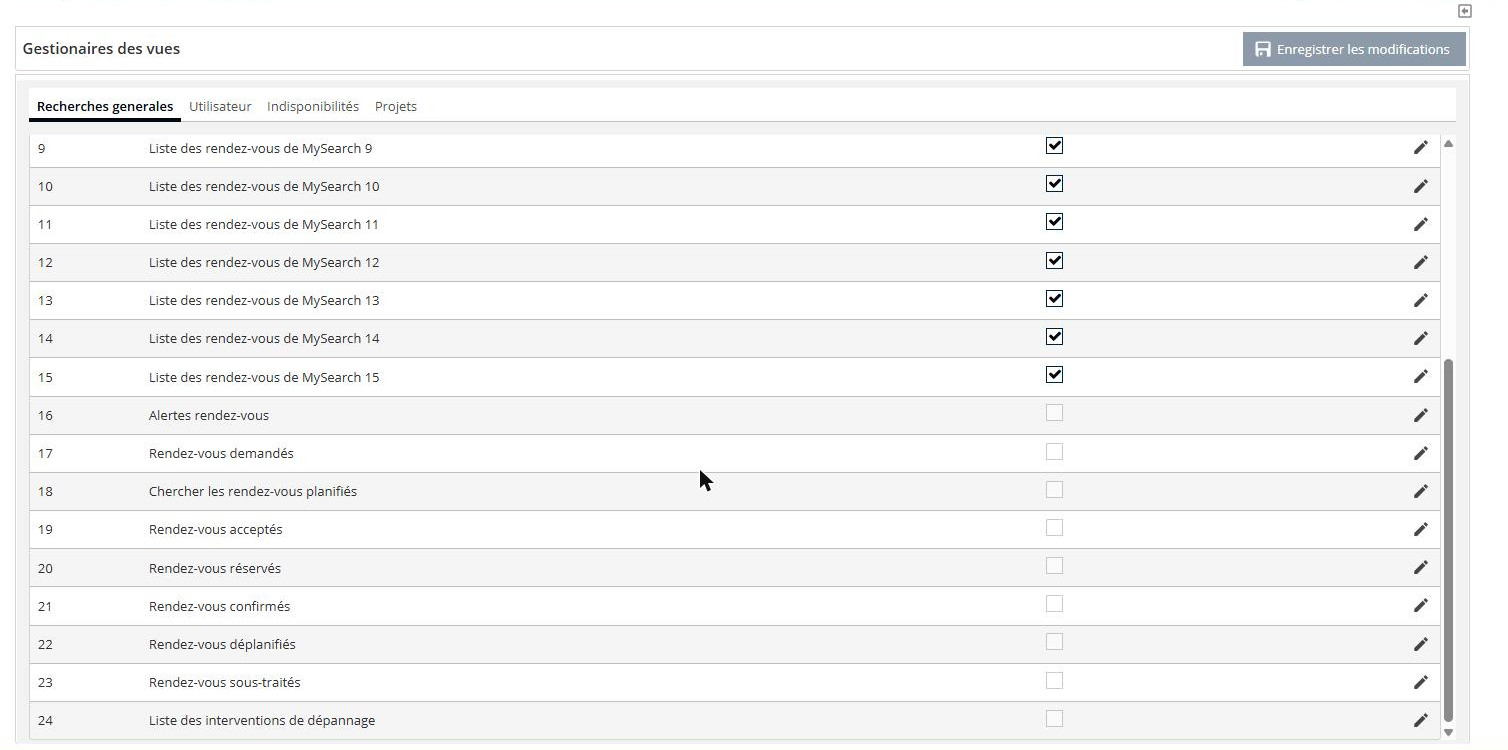 Gestionaires des vues
Enregistrer les modifications
Recherches generales Utilisateur Indisponibilités Projets
9 Liste des rendez-vous de MySearch 9
10 Liste des rendez-vous de MySearch 10
11 Liste des rendez-vous de MySearch 11
12 Liste des rendez-vous de MySearch 12
13 Liste des rendez-vous de MySearch 13
14 Liste des rendez-vous de MySearch 14
15 Liste des rendez-vous de MySearch 15
16 Alertes rendez-vous
17 Rendez-vous demandés
18 Chercher les rendez-vous planifiés
19 Rendez-vous acceptés
20 Rendez-vous réservés
21 Rendez-vous confirmés
22 Rendez-vous déplanifiés
23 Rendez-vous sous-traités
24 Liste des interventions de dépannage